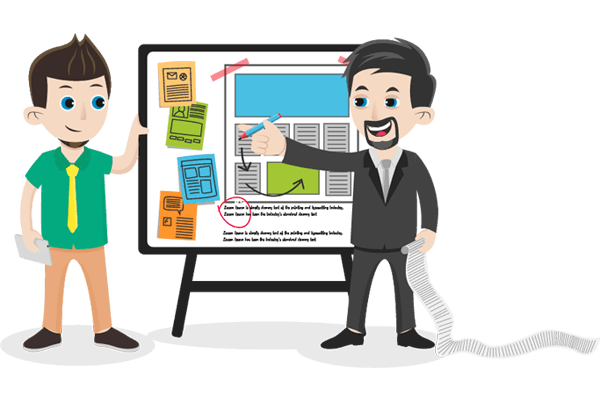 Lorem Ipsum is simply dummy text of the printing and typesetting industry.
Lorem Ipsum has been the industry's standard dummy text
Lorem Ipsum is simply dummy text of the printing and typesetting industry.
Lorem Ipsum has been the industry's standard dummy text